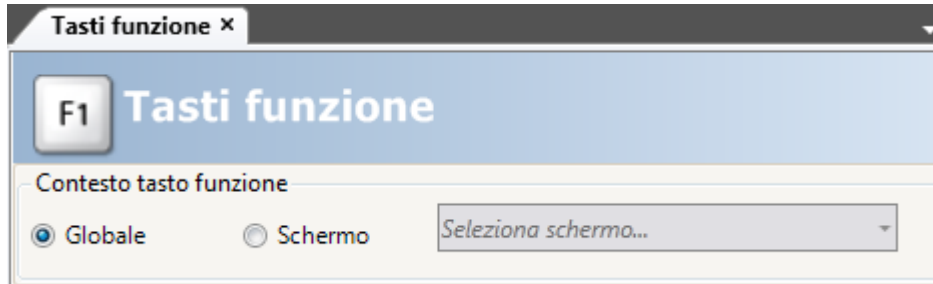 Tasti funzione ×
F1 Tasti funzione
Contesto tasto funzione
Globale Schermo Seleziona schermo...